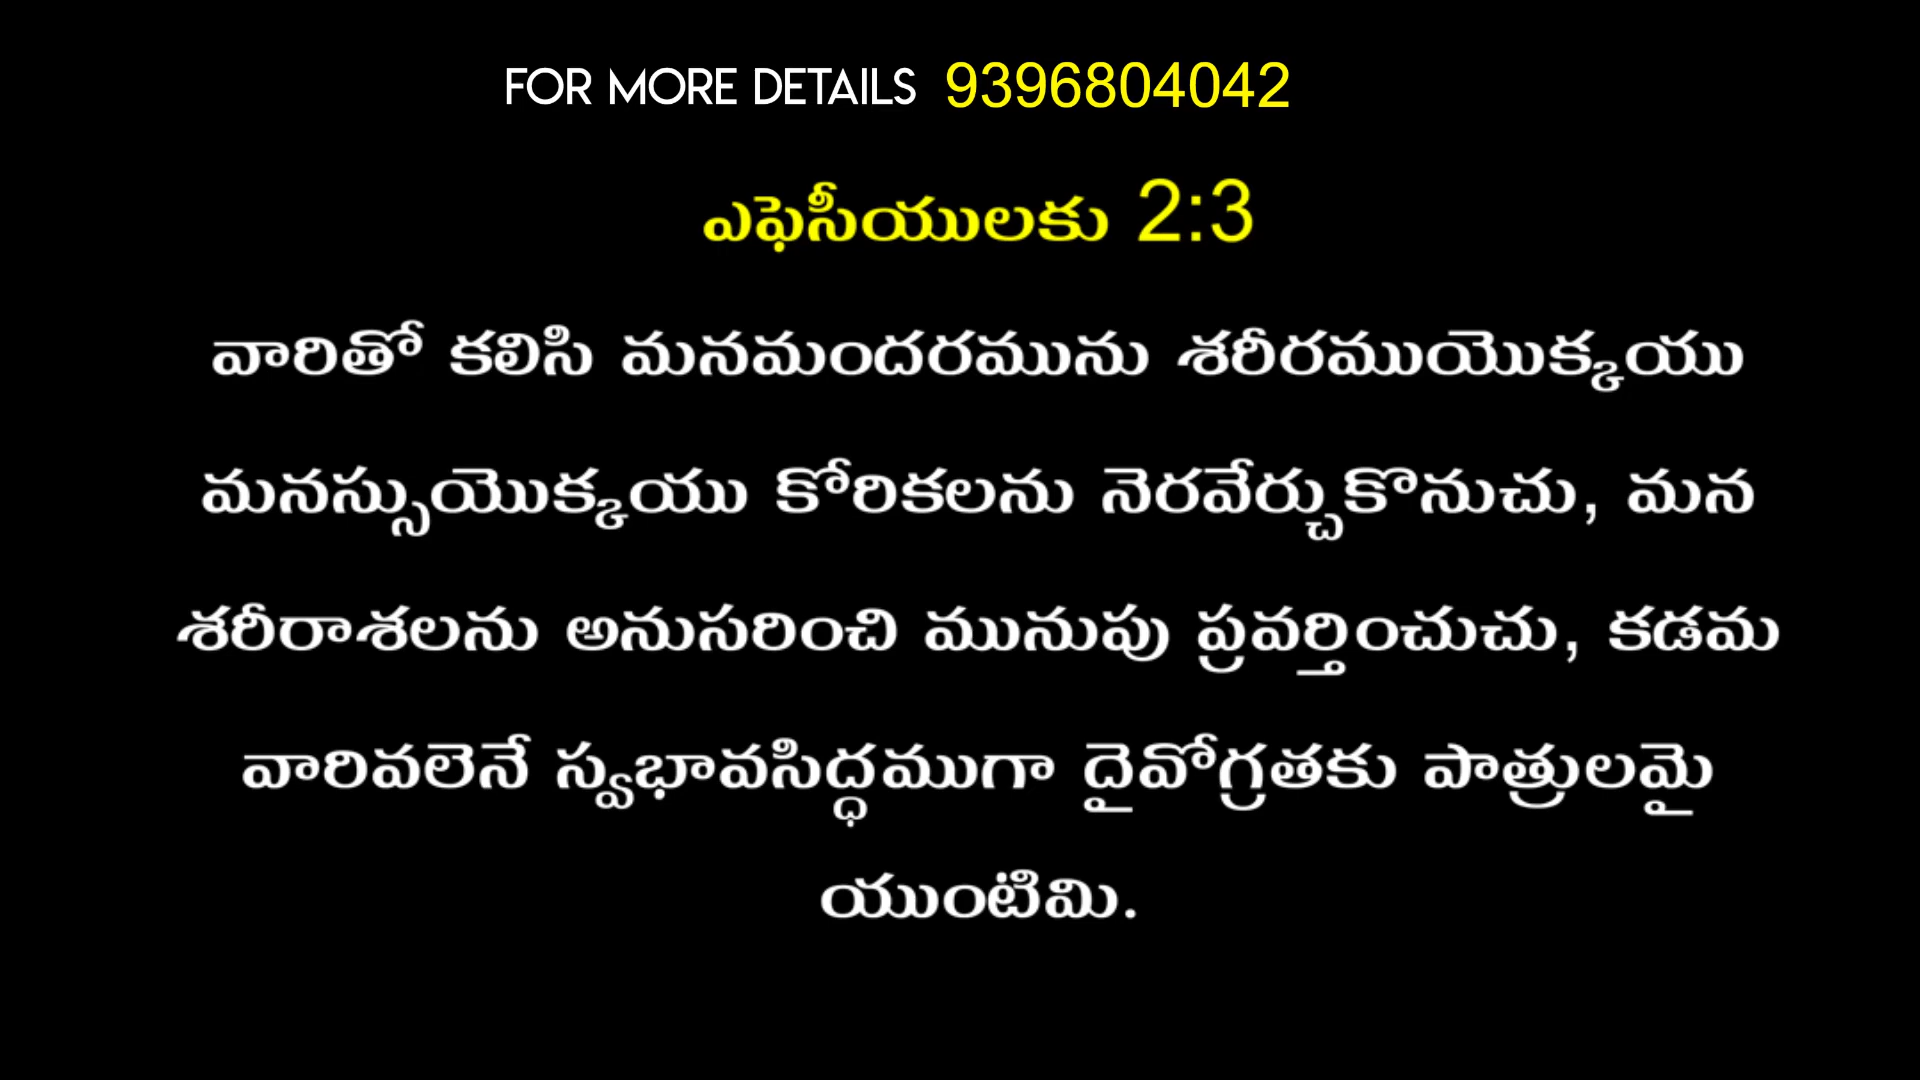 FOR MORE DETAILS 9396804042
ఎఫెసీయులకు 2:3
వారితో కలిసి మనమందరమును శరీరముయొక్కయు
మనస్సుయొక్కయు కోరికలను నెరవేర్చుకొనుచు, మన
శరీరాశలను అనుసరించి మునుపు ప్రవర్తించుచు, కడమ
వారివలెనే స్వభావసిద్ధముగా దైవోగ్రతకు పాత్రులమై
యుంటిమి.